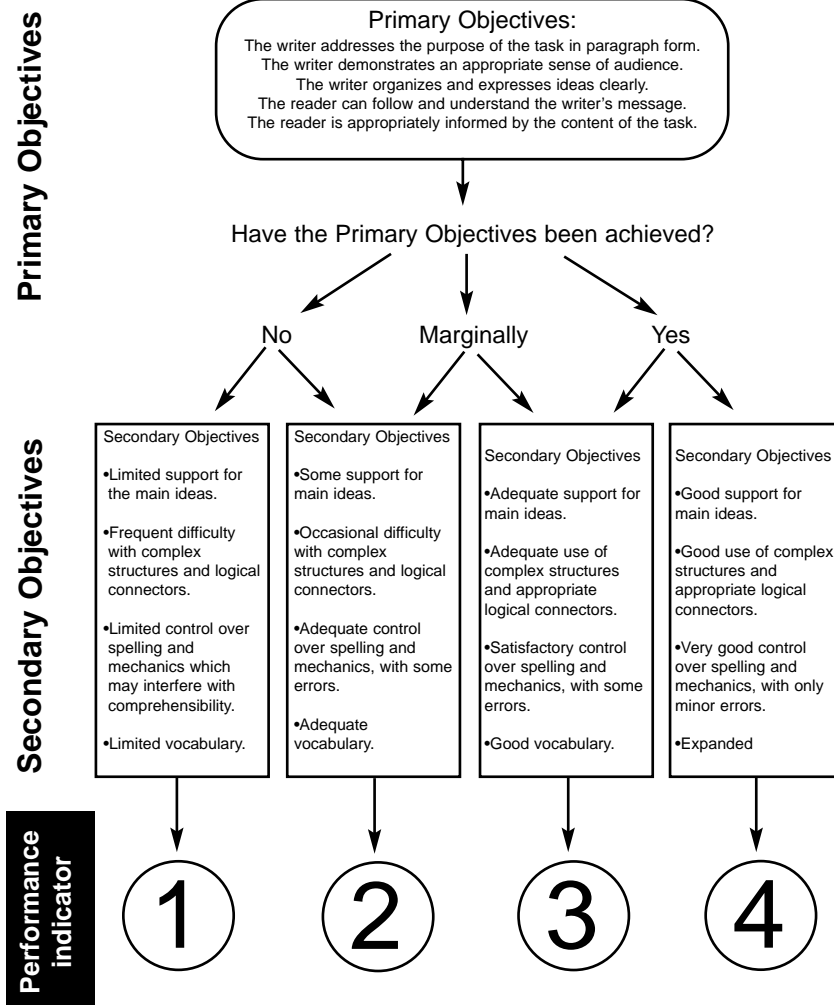 Primary Objectives
Primary Objectives:
The writer addresses the purpose of the task in paragraph form.
The writer demonstrates an appropriate sense of audience.
The writer organizes and expresses ideas clearly.
The reader can follow and understand the writer's message.
The reader is appropriately informed by the content of the task.
Have the Primary Objectives been achieved?
No
Marginally
Yes
Secondary Objectives
Secondary Objectives
•Limited support for
the main ideas.
•Frequent difficulty
with complex
structures and logical
connectors.
•Limited control over
spelling and
mechanics which
may interfere with
comprehensibility.
•Limited vocabulary.
Secondary Objectives
•Some support for
main ideas.
•Occasional difficulty
with complex
structures and logical
connectors.
•Adequate control
over spelling and
mechanics, with some
errors.
•Adequate
vocabulary.
Secondary Objectives
•Adequate support for
main ideas.
•Adequate use of
complex structures
and appropriate
logical connectors.
•Satisfactory control
over spelling and
mechanics, with some
errors.
•Good vocabulary.
Secondary Objectives
•Good support for
main ideas.
•Good use of complex
structures and
appropriate logical
connectors.
•Very good control
over spelling and
mechanics, with only
minor errors.
•Expanded
Performance
indicator
1
2
3
4